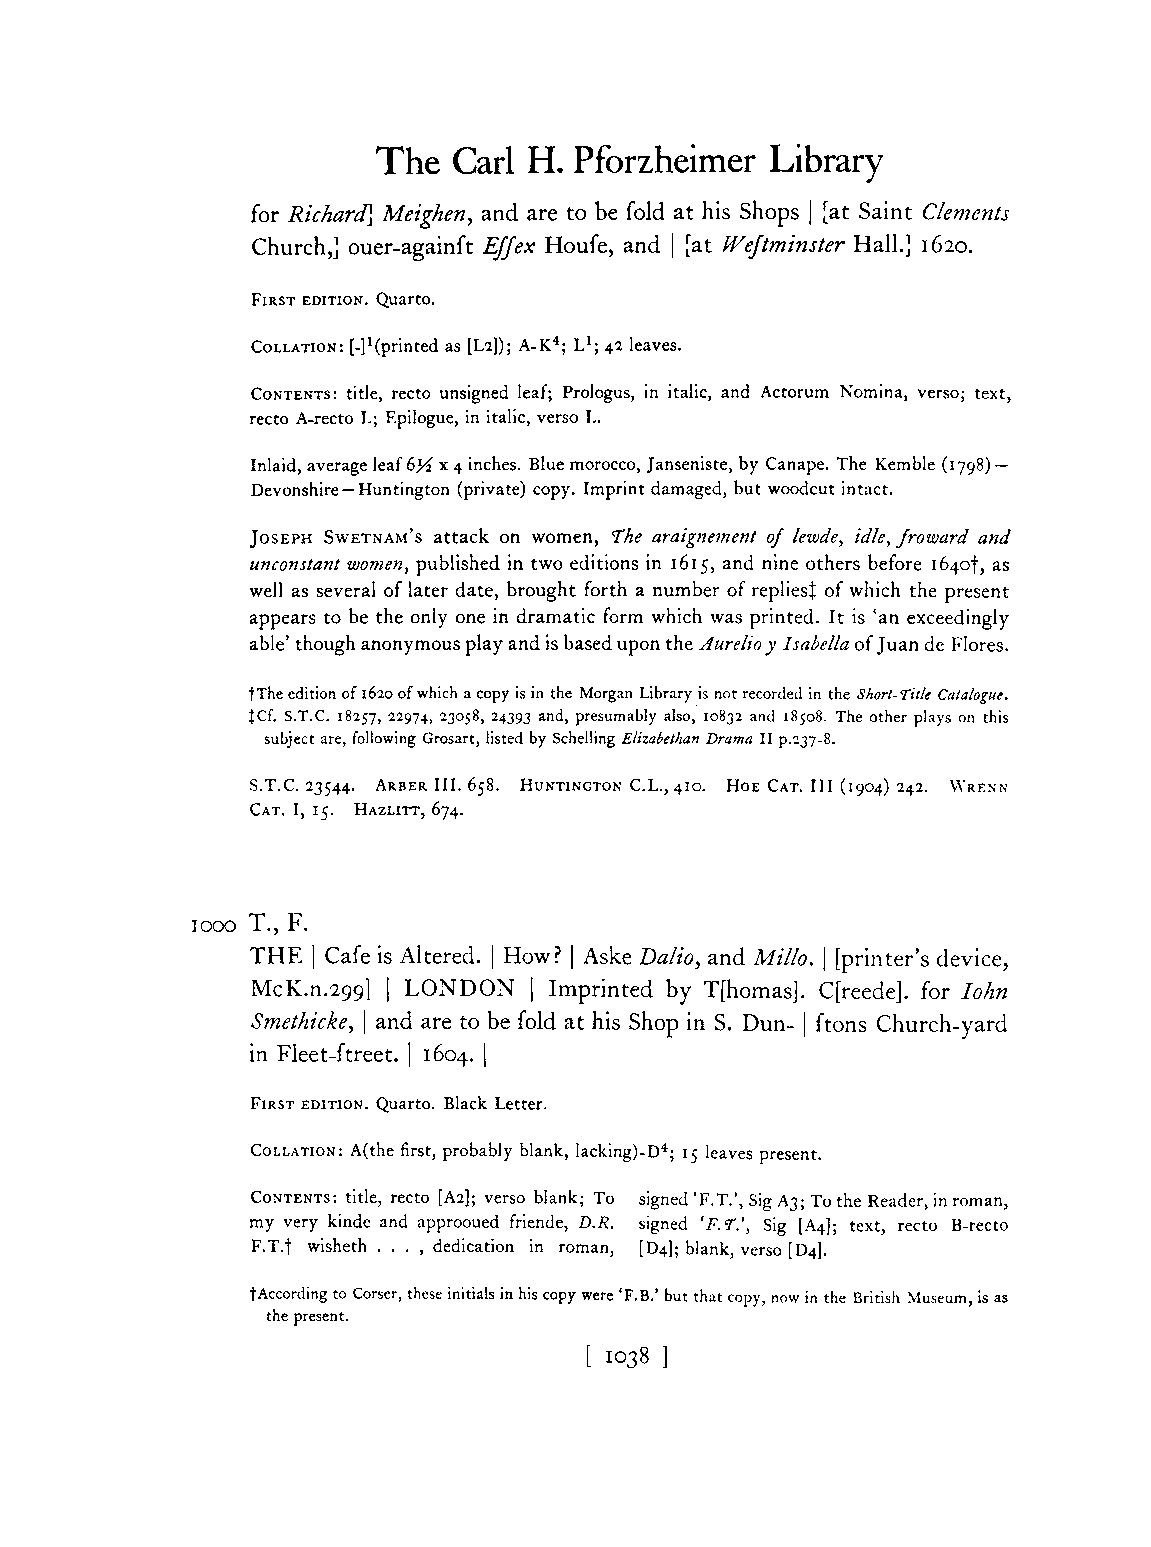 The Carl H. Pforzheimer Library
for Richard] Meighen, and are to be ſold at his Shops | [at Saint Clements
Church,] ouer-againſt Eſſex Houſe, and | [at Weſtminster Hall.] 1620.
FIRST EDITION. Quarto.
COLLATION: [-]¹(printed as [L2]); A-K⁴; L¹; 42 leaves.
CONTENTS: title, recto unsigned leaf; Prologus, in italic, and Actorum Nomina, verso; text,
recto A-recto L; Epilogue, in italic, verso L.
Inlaid, average leaf 6½ x 4 inches. Blue morocco, Janseniste, by Canape. The Kemble (1798)—
Devonshire—Huntington (private) copy. Imprint damaged, but woodcut intact.
JOSEPH SWETNAM's attack on women, The araignement of lewde, idle, froward and
unconstant women, published in two editions in 1615, and nine others before 1640†, as
well as several of later date, brought forth a number of replies‡ of which the present
appears to be the only one in dramatic form which was printed. It is 'an exceedingly
able' though anonymous play and is based upon the Aurelio y Isabella of Juan de Flores.
†The edition of 1620 of which a copy is in the Morgan Library is not recorded in the Short-Title Catalogue.
‡Cf. S.T.C. 18257, 22974, 23058, 24393 and, presumably also, 10832 and 18508. The other plays on this
subject are, following Grosart, listed by Schelling Elizabethan Drama II p.237-8.
S.T.C. 23544. ARBER III. 658. HUNTINGTON C.L., 410. HOE CAT. III (1904) 242. WRENN
CAT. I, 15. HAZLITT, 674.
1000 T., F.
THE | Caſe is Altered. | How? | Aske Dalio, and Millo. | [printer's device,
McK.n.299] | LONDON | Imprinted by T[homas]. C[reede]. for Iohn
Smethicke, | and are to be ſold at his Shop in S. Dun- | ſtons Church-yard
in Fleet-ſtreet. | 1604. |
FIRST EDITION. Quarto. Black Letter.
COLLATION: A(the first, probably blank, lacking)-D⁴; 15 leaves present.
CONTENTS: title, recto [A2]; verso blank; To
my very kinde and approoued friende, D.R.
F.T.† wisheth . . . , dedication in roman,
signed 'F.T.', Sig A3; To the Reader, in roman,
signed 'F.T.', Sig [A4]; text, recto B-recto
[D4]; blank, verso [D4].
†According to Corser, these initials in his copy were 'F.B.' but that copy, now in the British Museum, is as
the present.
[ 1038 ]